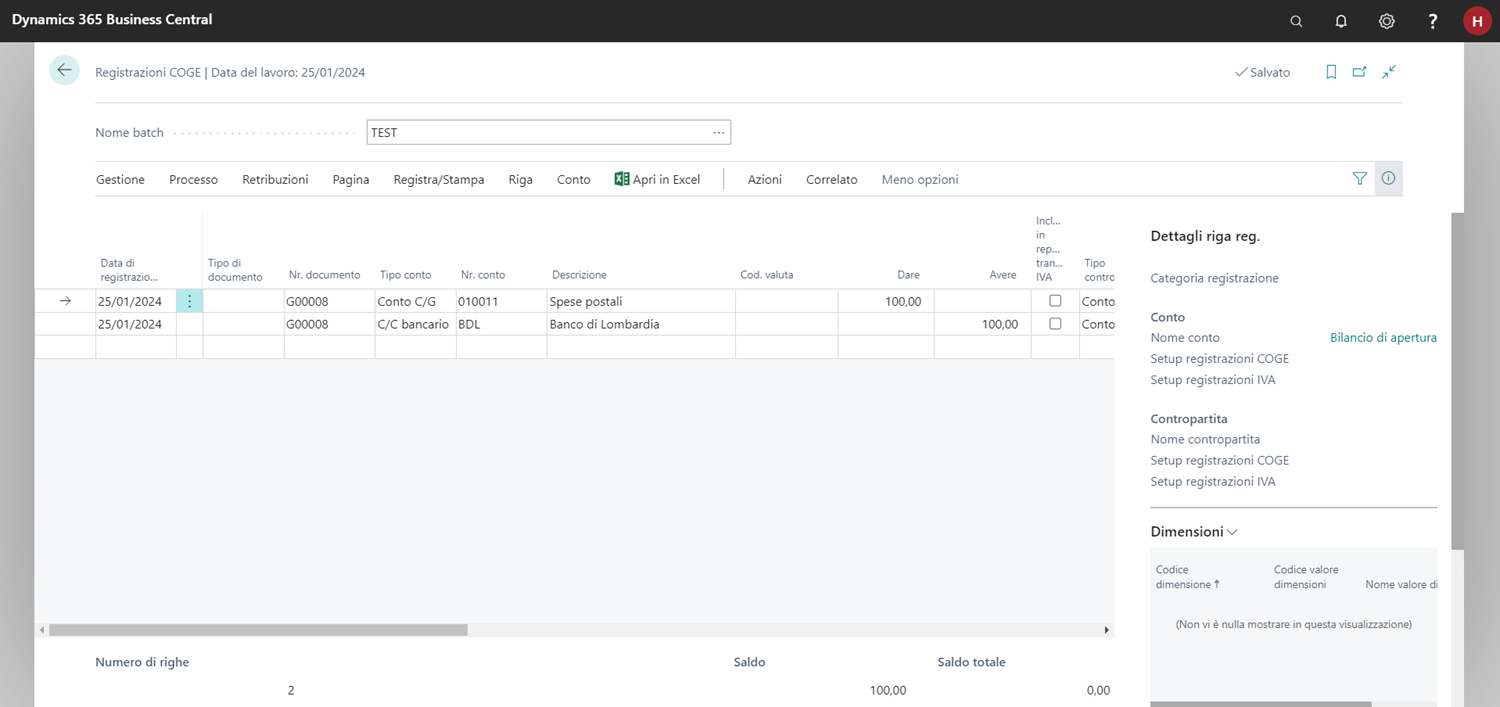 Dynamics 365 Business Central
H
Registrazioni COGE | Data del lavoro: 25/01/2024
Salvato
Nome batch
TEST
Gestione Processo Retribuzioni Pagina Registra/Stampa Riga Conto Apri in Excel Azioni Correlato Meno opzioni
Data di
registrazio...
Tipo di
documento
Nr. documento
Tipo conto
Nr. conto
Descrizione
Cod. valuta
Dare
Avere
Incl...
in
rep...
tran...
IVA
Tipo
contro
25/01/2024 G00008 Conto C/G 010011 Spese postali 100,00 Conto
25/01/2024 G00008 C/C bancario BDL Banco di Lombardia 100,00 Conto
Numero di righe Saldo Saldo totale
2 100,00 0,00
Dettagli riga reg.
Categoria registrazione
Conto
Nome conto Bilancio di apertura
Setup registrazioni COGE
Setup registrazioni IVA
Contropartita
Nome contropartita
Setup registrazioni COGE
Setup registrazioni IVA
Dimensioni
Codice
dimensione ↑
Codice valore
dimensioni
Nome valore di
(Non vi è nulla mostrare in questa visualizzazione)